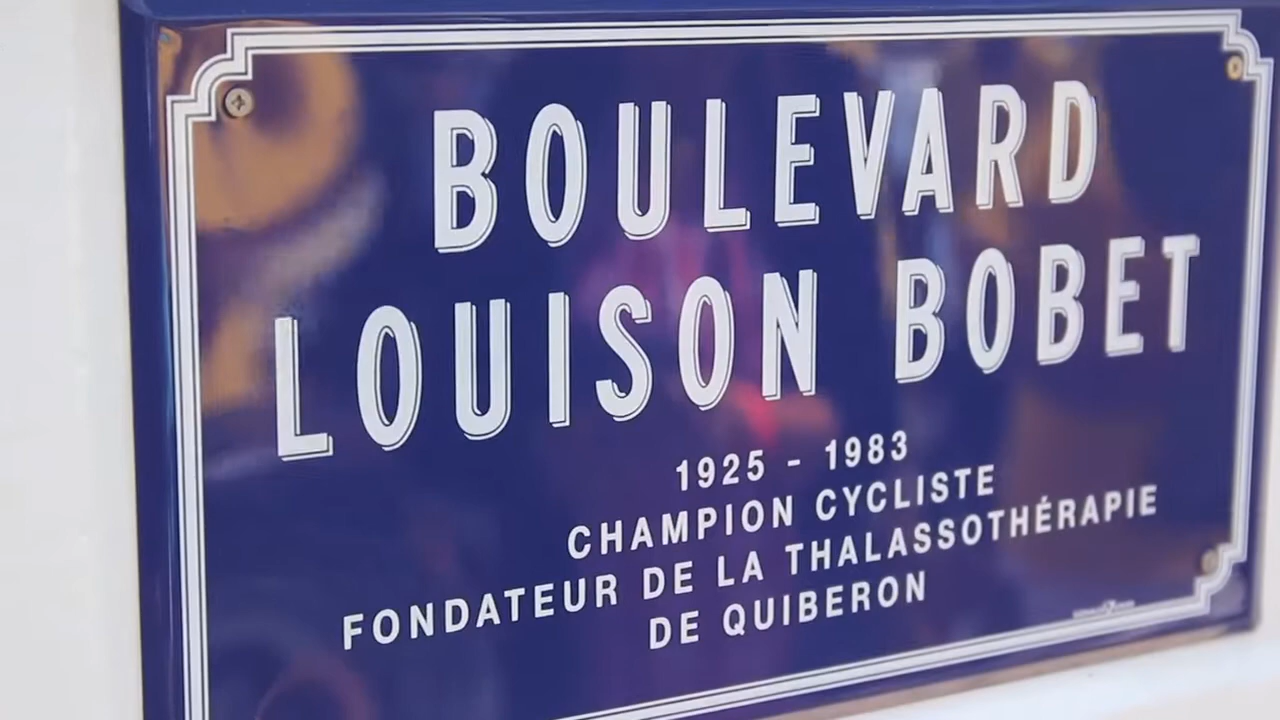 BOULEVARD
LOUISON BOBET
1925 - 1983
CHAMPION CYCLISTE
FONDATEUR DE LA THALASSOTHÉRAPIE
DE QUIBERON